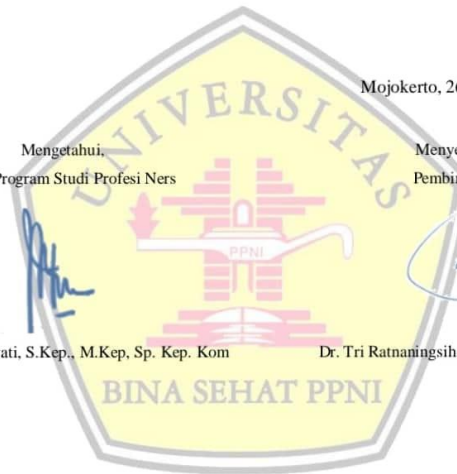 UNIVERSITAS
Mojokerto, 26
Mengetahui,
Menye
Program Studi Profesi Ners
Pembi
PPNI
ati, S.Kep., M.Kep, Sp. Kep. Kom
Dr. Tri Ratnaningsih
BINA SEHAT PPNI